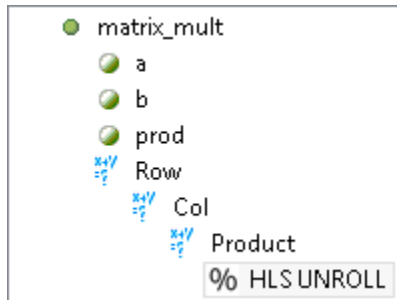 matrix_mult
a
b
prod
Row
Col
Product
% HLS UNROLL